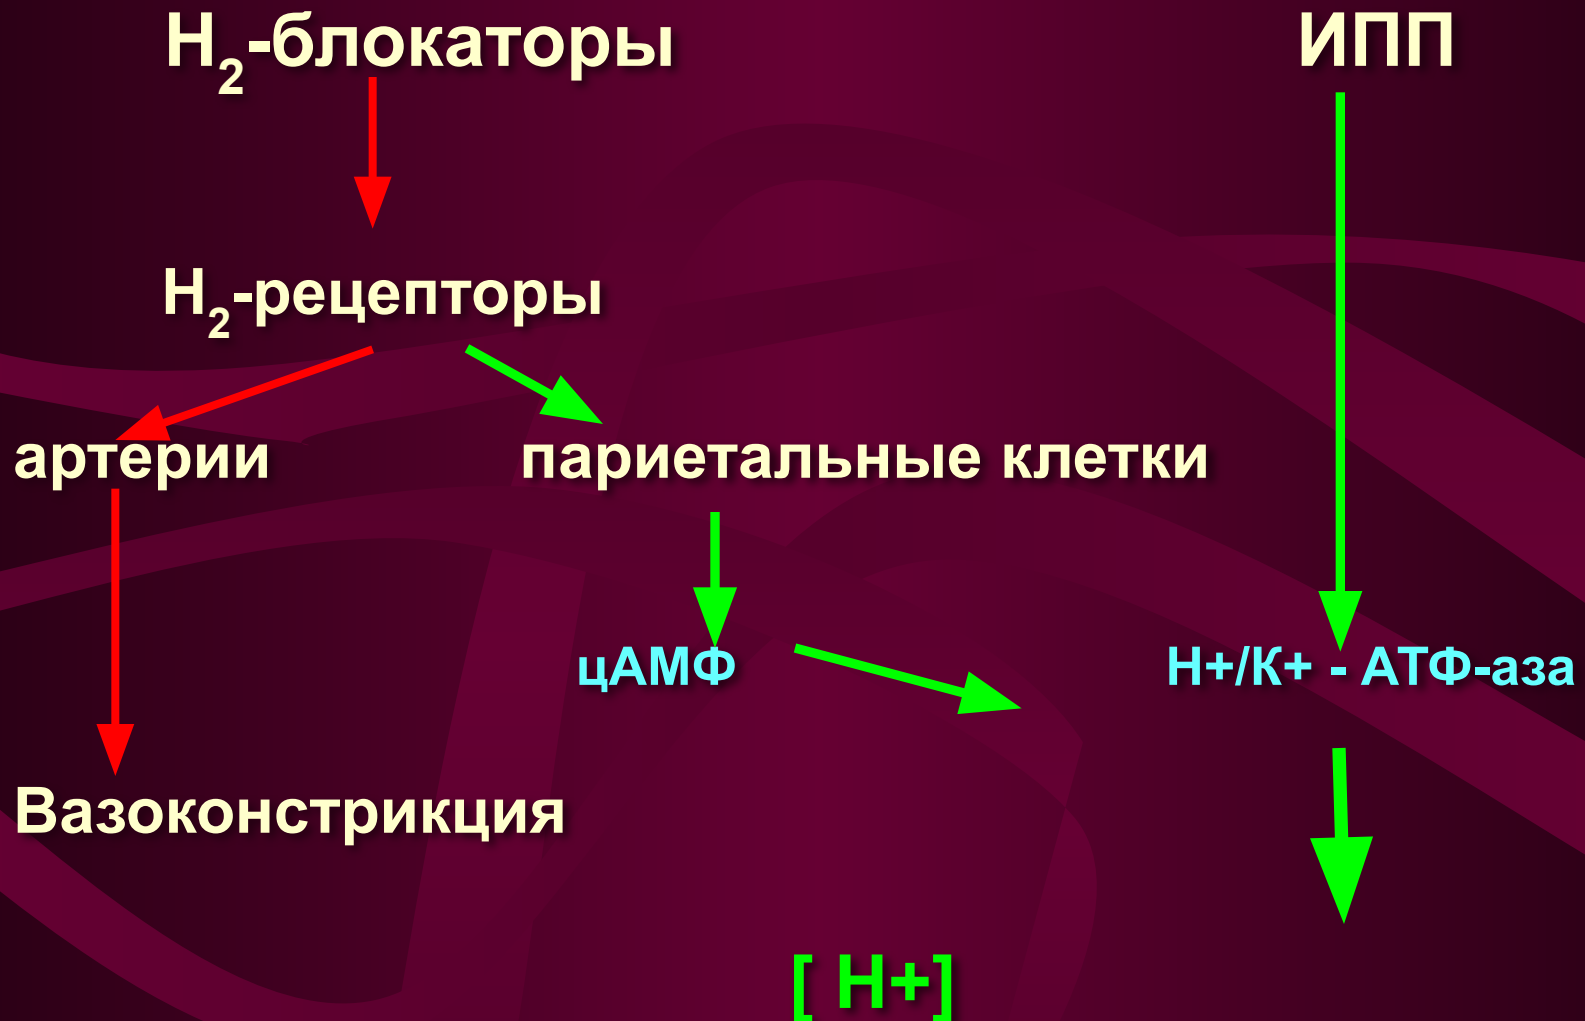 H₂-блокаторы ИПП
H₂-рецепторы
артерии париетальные клетки
цАМФ Н+/К+ - АТФ-аза
Вазоконстрикция
[ Н+]